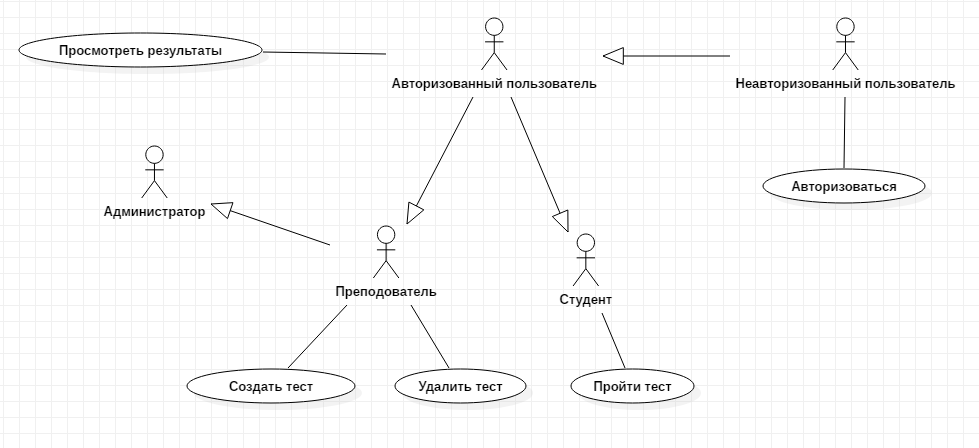 Просмотреть результаты
Авторизованный пользователь
Неавторизованный пользователь
Авторизоваться
Администратор
Преподователь
Студент
Создать тест
Удалить тест
Пройти тест